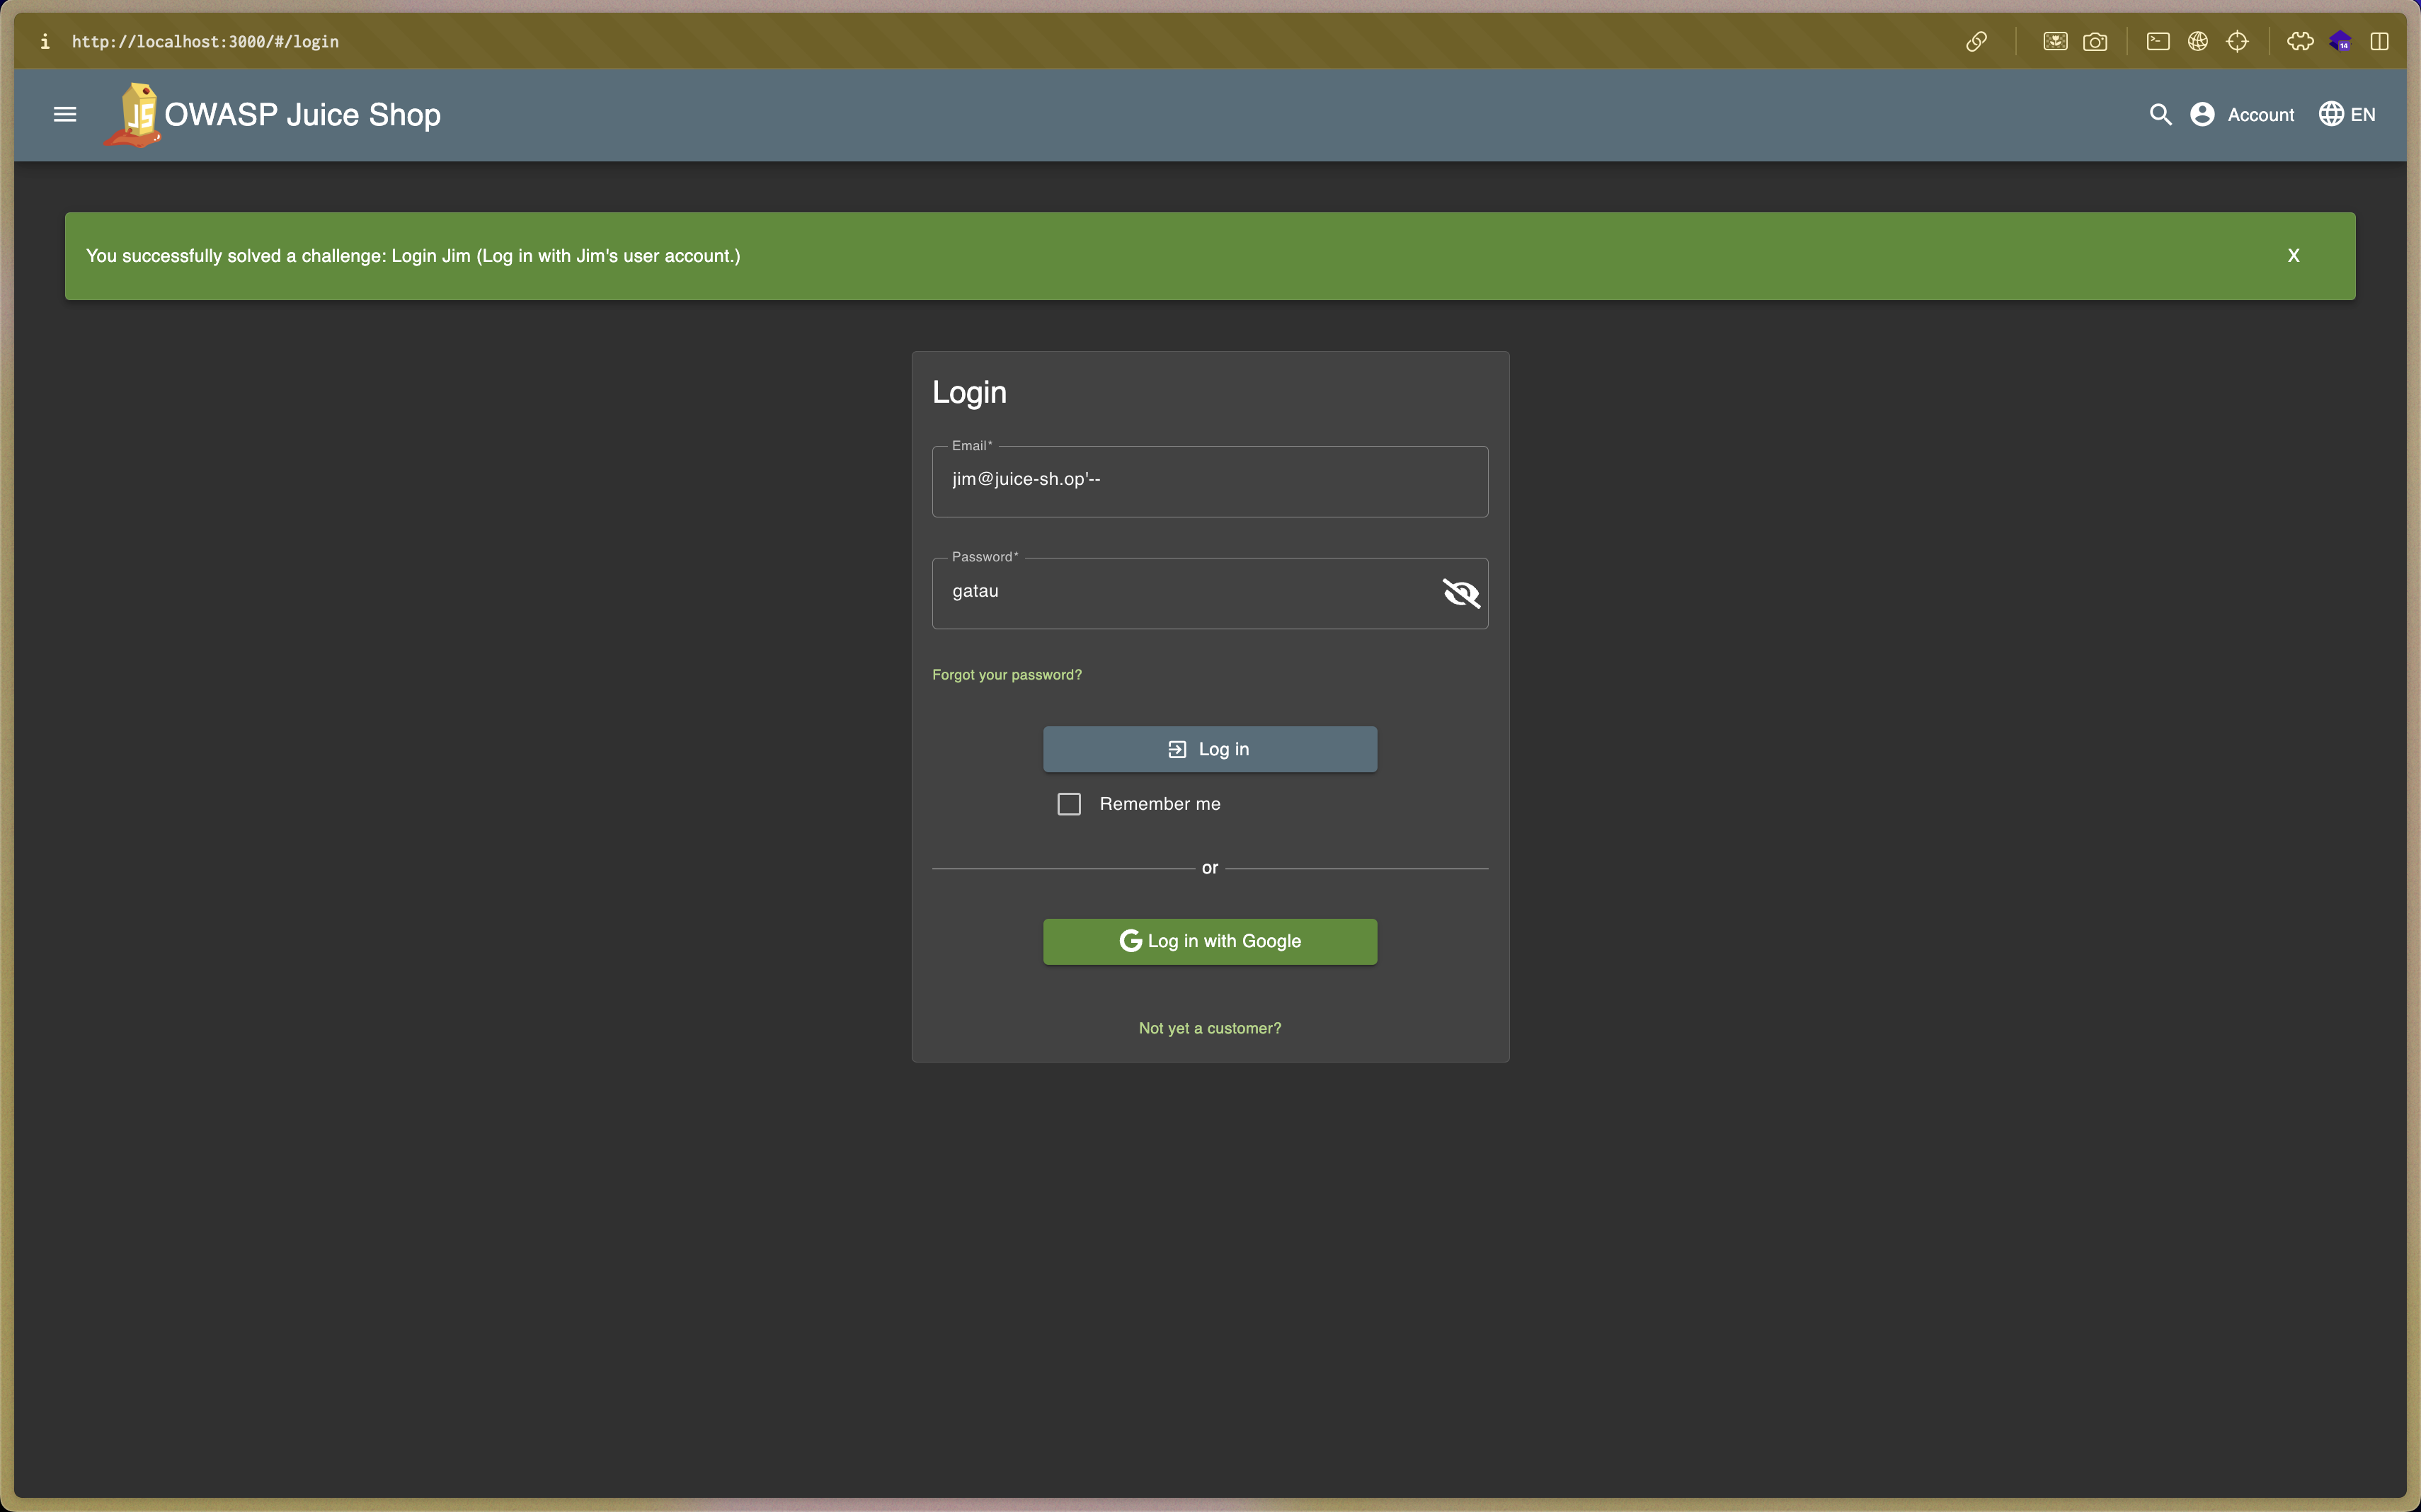 http://localhost:3000/#/login
14
JS
OWASP Juice Shop
Account
EN
You successfully solved a challenge: Login Jim (Log in with Jim's user account.)
X
Login
Email*
jim@juice-sh.op'--
Password*
gatau
Forgot your password?
Log in
Remember me
or
G Log in with Google
Not yet a customer?